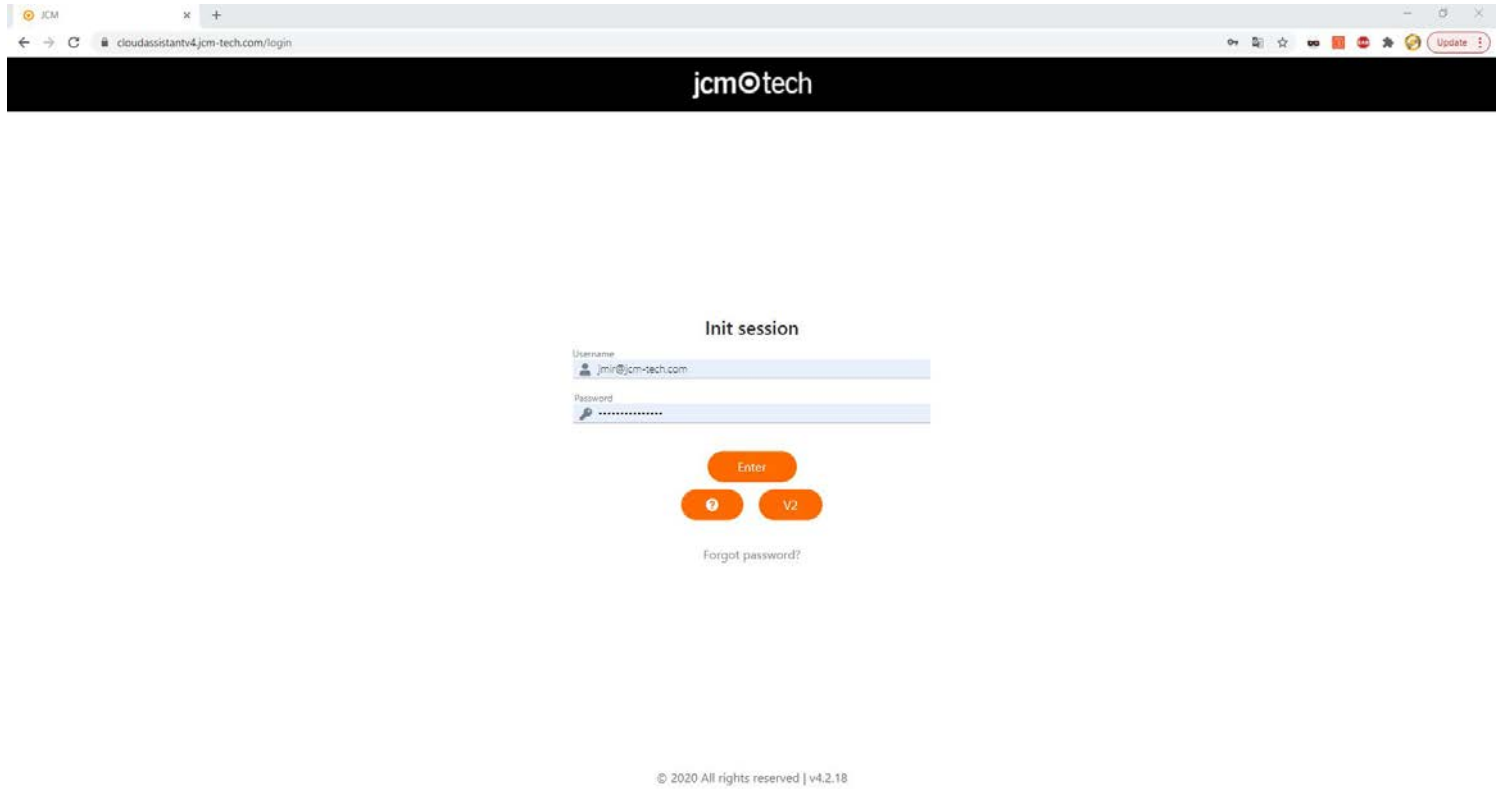 JCM
cloudassistantv4.jcm-tech.com/login
Update
jcm tech
Init session
Username
jmir@jcm-tech.com
Password
Enter
V2
Forgot password?
© 2020 All rights reserved | v4.2.18